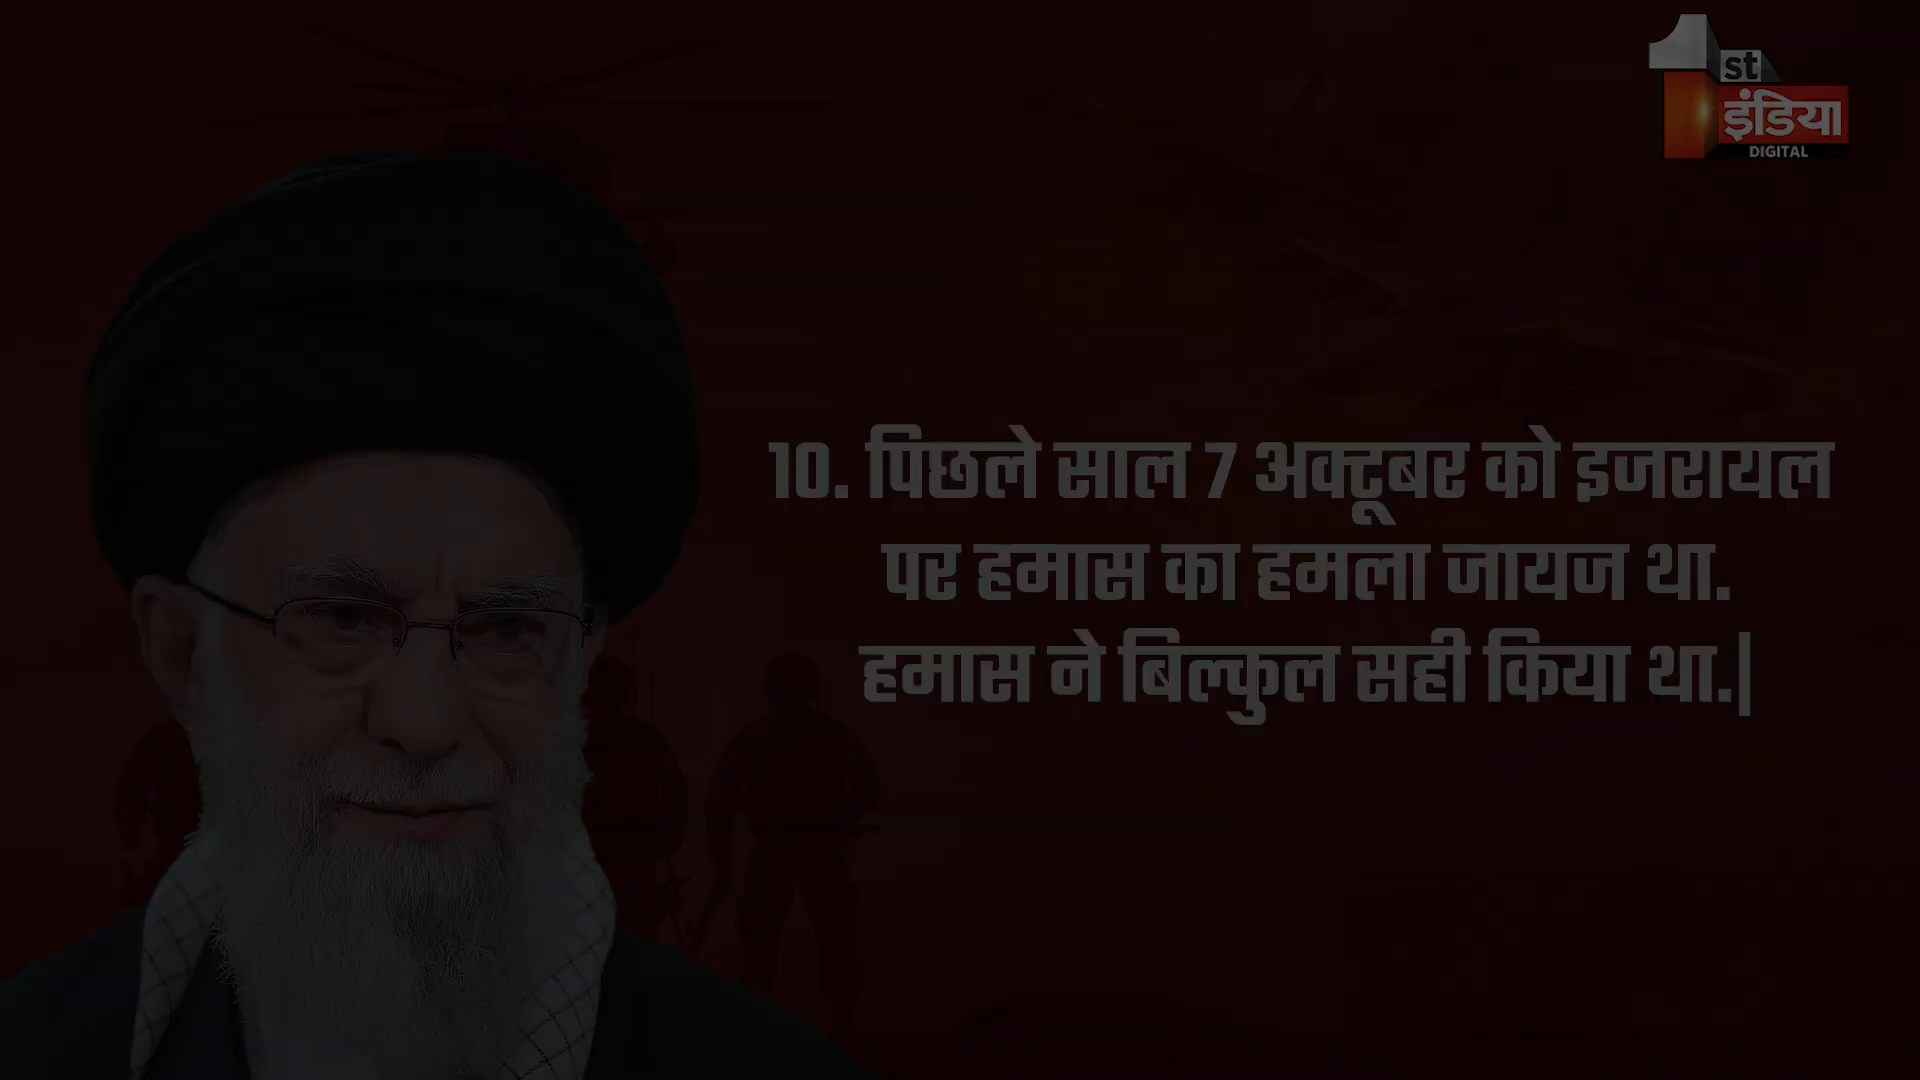 1st
इंडिया
DIGITAL
10. पिछले साल 7 अक्टूबर को इजरायल
पर हमास का हमला जायज था.
हमास ने बिल्कुल सही किया था.|